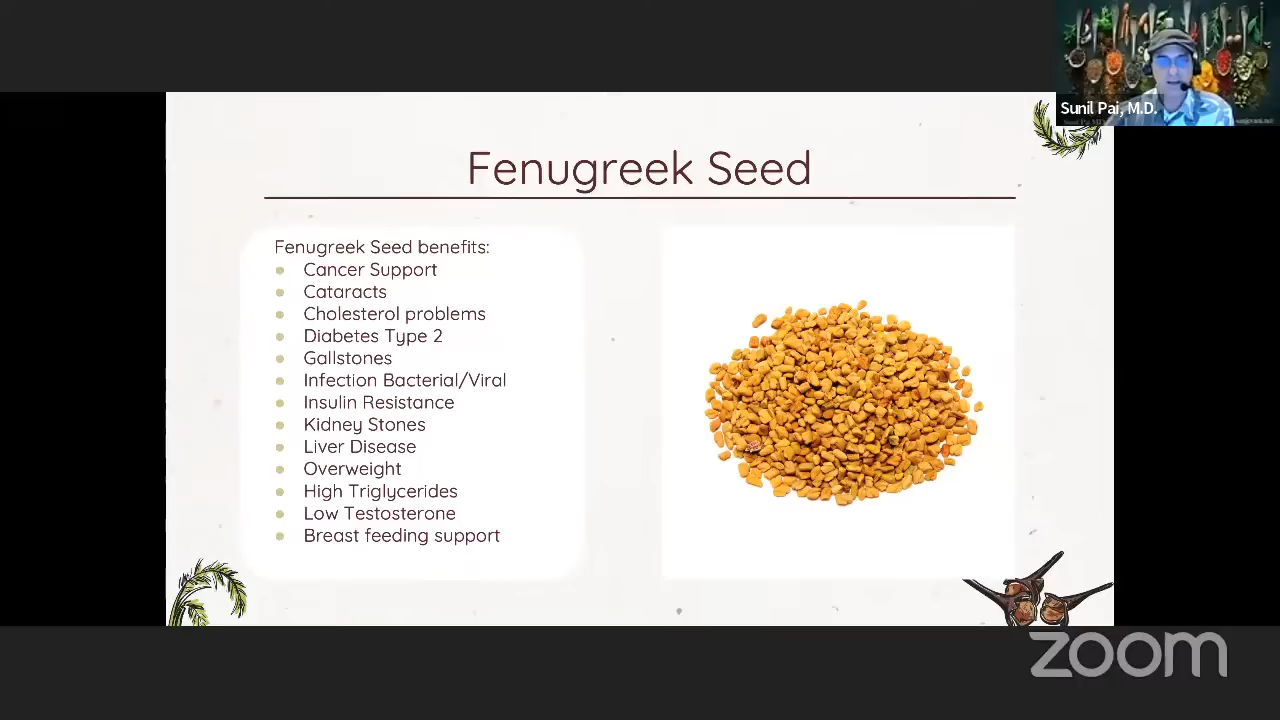 Sunil Pai, M.D.
Fenugreek Seed
Fenugreek Seed benefits:
Cancer Support
Cataracts
Cholesterol problems
Diabetes Type 2
Gallstones
Infection Bacterial/Viral
Insulin Resistance
Kidney Stones
Liver Disease
Overweight
High Triglycerides
Low Testosterone
Breast feeding support
zoom